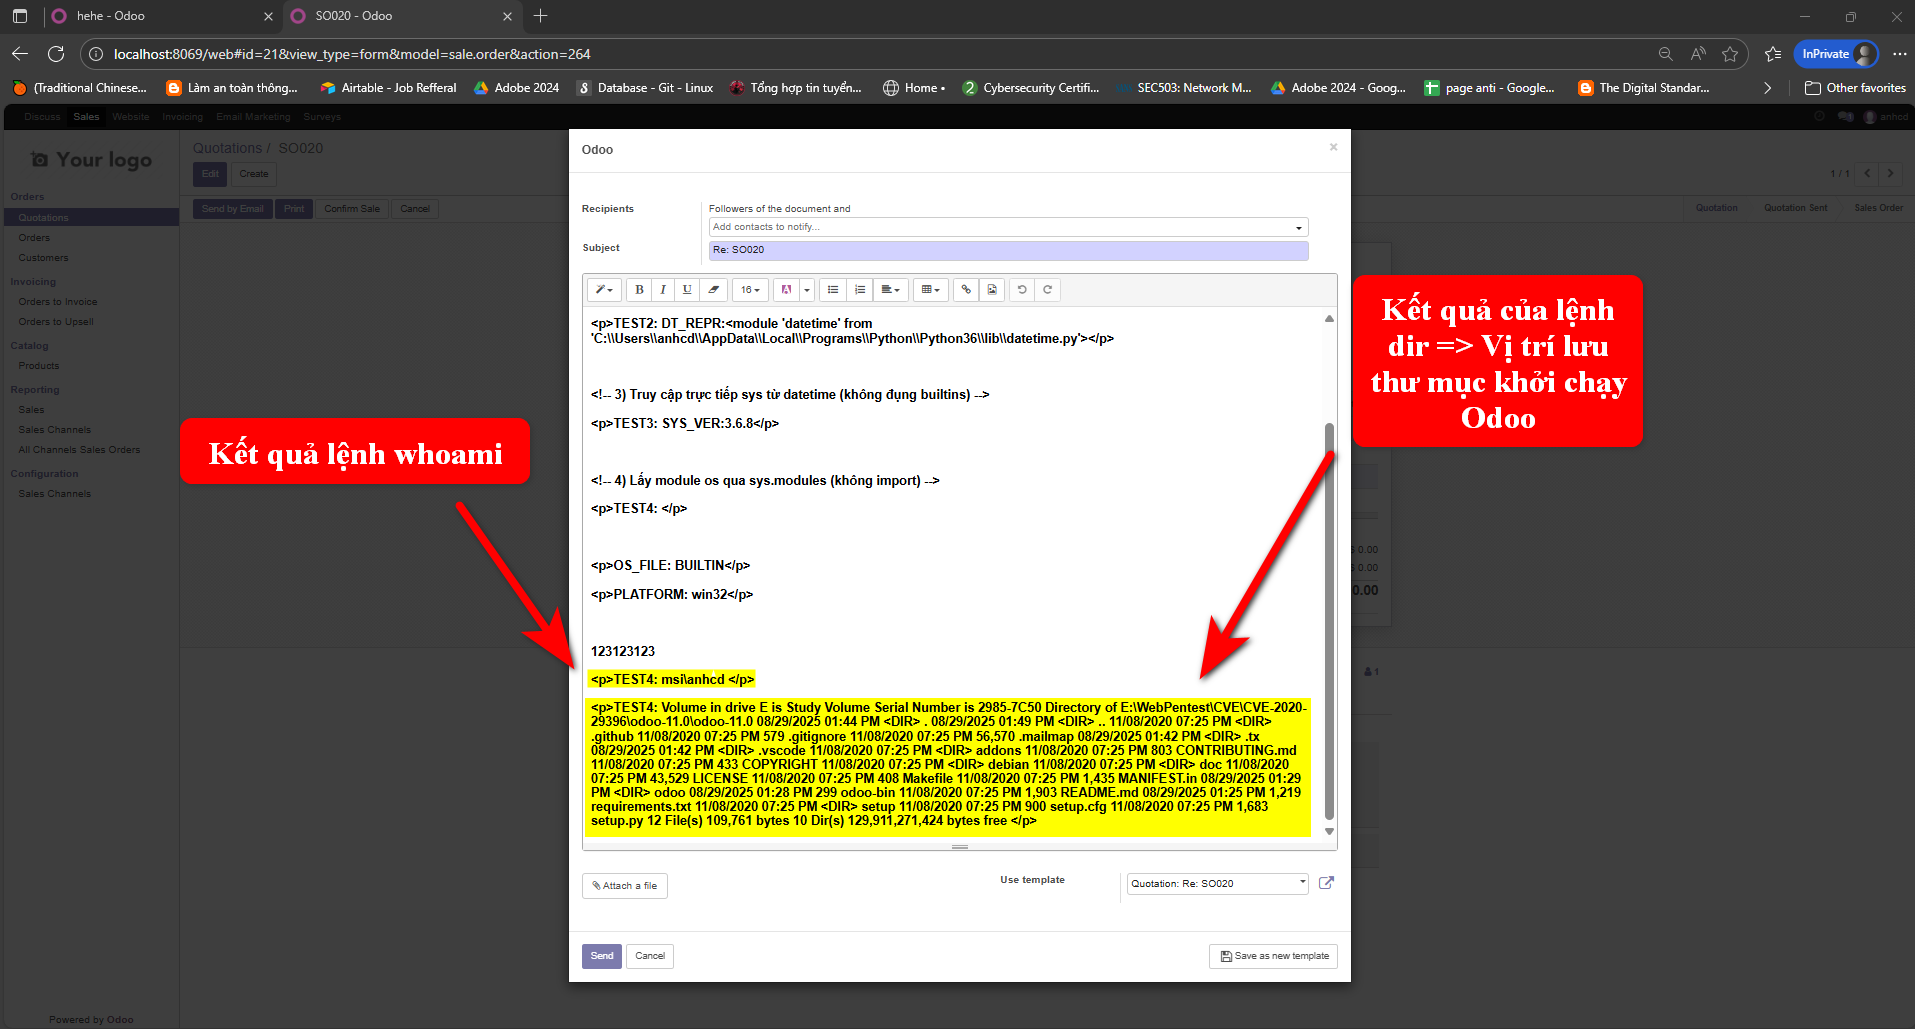 hehe - Odoo
SO020 - Odoo
localhost:8069/web#id=21&view_type=form&model=sale.order&action=264
InPrivate
(Traditional Chinese...
Làm an toàn thông...
Airtable - Job Refferal
Adobe 2024
Database - Git - Linux
Tổng hợp tin tuyển...
Home •
Cybersecurity Certifi...
SEC503: Network M...
Adobe 2024 - Goog...
page anti - Google...
The Digital Standar...
Other favorites
Discuss Sales Website Invoicing Email Marketing Surveys
anhcd
Your logo
Quotations / SO020
Edit Create
1 / 1
Send by Email Print Confirm Sale Cancel
Quotation Quotation Sent Sales Order
Orders
Quotations
Orders
Customers
Invoicing
Orders to Invoice
Orders to Upsell
Catalog
Products
Reporting
Sales
Sales Channels
All Channels Sales Orders
Configuration
Sales Channels
Powered by Odoo
Odoo
Recipients
Followers of the document and
Add contacts to notify...
Subject
Re: SO020
B I U 16 A
<p>TEST2: DT_REPR:<module 'datetime' from
'C:\\Users\\anhcd\\AppData\\Local\\Programs\\Python\\Python36\\lib\\datetime.py'></p>
<!-- 3) Truy cập trực tiếp sys từ datetime (không đụng builtins) -->
<p>TEST3: SYS_VER:3.6.8</p>
<!-- 4) Lấy module os qua sys.modules (không import) -->
<p>TEST4: </p>
<p>OS_FILE: BUILTIN</p>
<p>PLATFORM: win32</p>
123123123
<p>TEST4: msi\anhcd </p>
<p>TEST4: Volume in drive E is Study Volume Serial Number is 2985-7C50 Directory of E:\WebPentest\CVE\CVE-2020-
29396\odoo-11.0\odoo-11.0 08/29/2025 01:44 PM <DIR> . 08/29/2025 01:49 PM <DIR> .. 11/08/2020 07:25 PM <DIR>
.github 11/08/2020 07:25 PM 579 .gitignore 11/08/2020 07:25 PM 56,570 .mailmap 08/29/2025 01:42 PM <DIR> .tx
08/29/2025 01:42 PM <DIR> .vscode 11/08/2020 07:25 PM <DIR> addons 11/08/2020 07:25 PM 803 CONTRIBUTING.md
11/08/2020 07:25 PM 433 COPYRIGHT 11/08/2020 07:25 PM <DIR> debian 11/08/2020 07:25 PM <DIR> doc 11/08/2020
07:25 PM 43,529 LICENSE 11/08/2020 07:25 PM 408 Makefile 11/08/2020 07:25 PM 1,435 MANIFEST.in 08/29/2025 01:29
PM <DIR> odoo 08/29/2025 01:28 PM 299 odoo-bin 11/08/2020 07:25 PM 1,903 README.md 08/29/2025 01:25 PM 1,219
requirements.txt 11/08/2020 07:25 PM <DIR> setup 11/08/2020 07:25 PM 900 setup.cfg 11/08/2020 07:25 PM 1,683
setup.py 12 File(s) 109,761 bytes 10 Dir(s) 129,911,271,424 bytes free </p>
Attach a file
Use template
Quotation: Re: SO020
Send Cancel
Save as new template
Kết quả lệnh whoami
Kết quả của lệnh
dir => Vị trí lưu
thư mục khởi chạy
Odoo
0.00
0.00
0.00
1